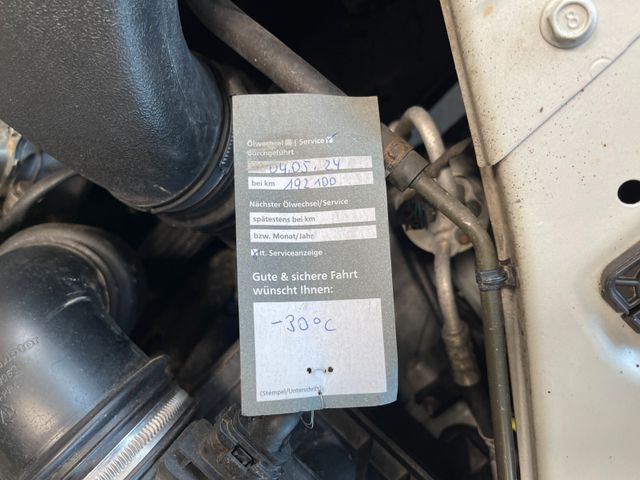 Ölwechsel | Service
durchgeführt
04.05.24
bei km 192 100
Nächster Ölwechsel/Service
spätestens bei km
bzw. Monat/Jahr
lt. Serviceanzeige
Gute & sichere Fahrt
wünscht Ihnen:
-30°C
(Stempel/Unterschrift)
8